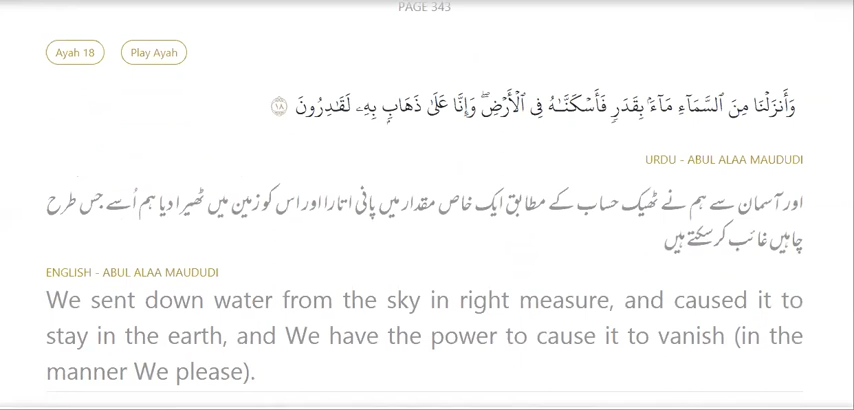 PAGE 343
Ayah 18 Play Ayah
وَأَنزَلْنَا مِنَ ٱلسَّمَآءِ مَآءًۢ بِقَدَرٍ فَأَسْكَنَّـٰهُ فِى ٱلْأَرْضِ ۖ وَإِنَّا عَلَىٰ ذَهَابٍۭ بِهِۦ لَقَـٰدِرُونَ ١٨
URDU - ABUL ALAA MAUDUDI
اور آسمان سے ہم نے ٹھیک حساب کے مطابق ایک خاص مقدار میں پانی اتارا اور اس کو زمین میں ٹھیرا دیا ہم اُسے جس طرح
چاہیں غائب کر سکتے ہیں
ENGLISH - ABUL ALAA MAUDUDI
We sent down water from the sky in right measure, and caused it to
stay in the earth, and We have the power to cause it to vanish (in the
manner We please).